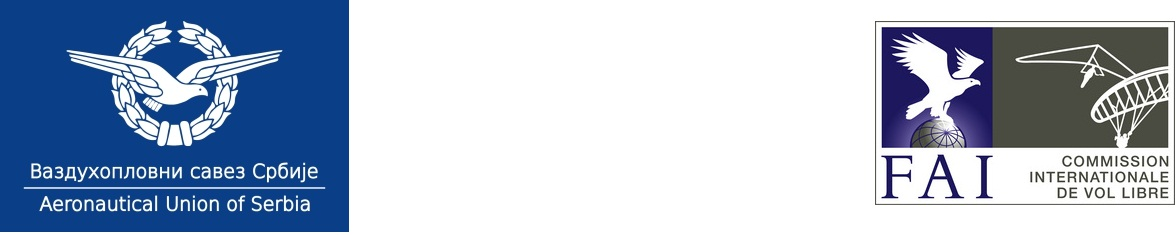 Ваздухопловни савез Србије
Aeronautical Union of Serbia
FAI
COMMISSION
INTERNATIONALE
DE VOL LIBRE